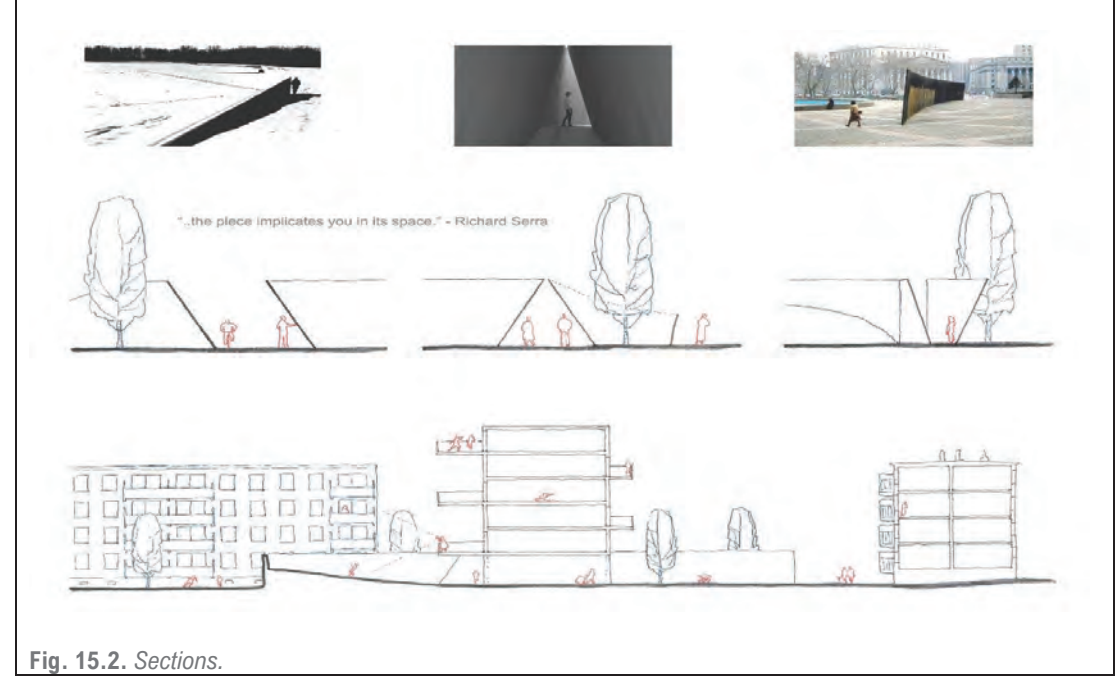 "..the piece implicates you in its space." - Richard Serra
Fig. 15.2. Sections.